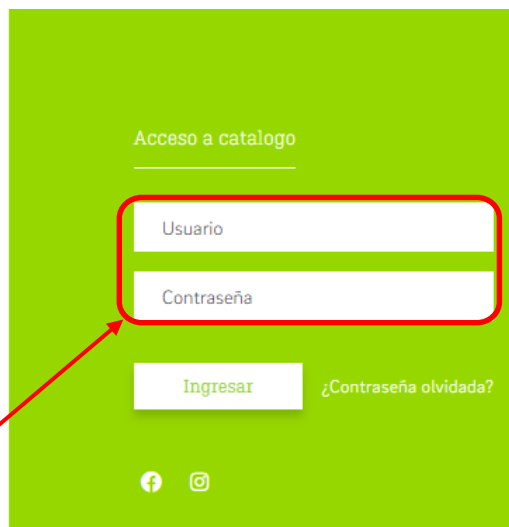 Acceso a catalogo
Usuario
Contraseña
Ingresar
¿Contraseña olvidada?